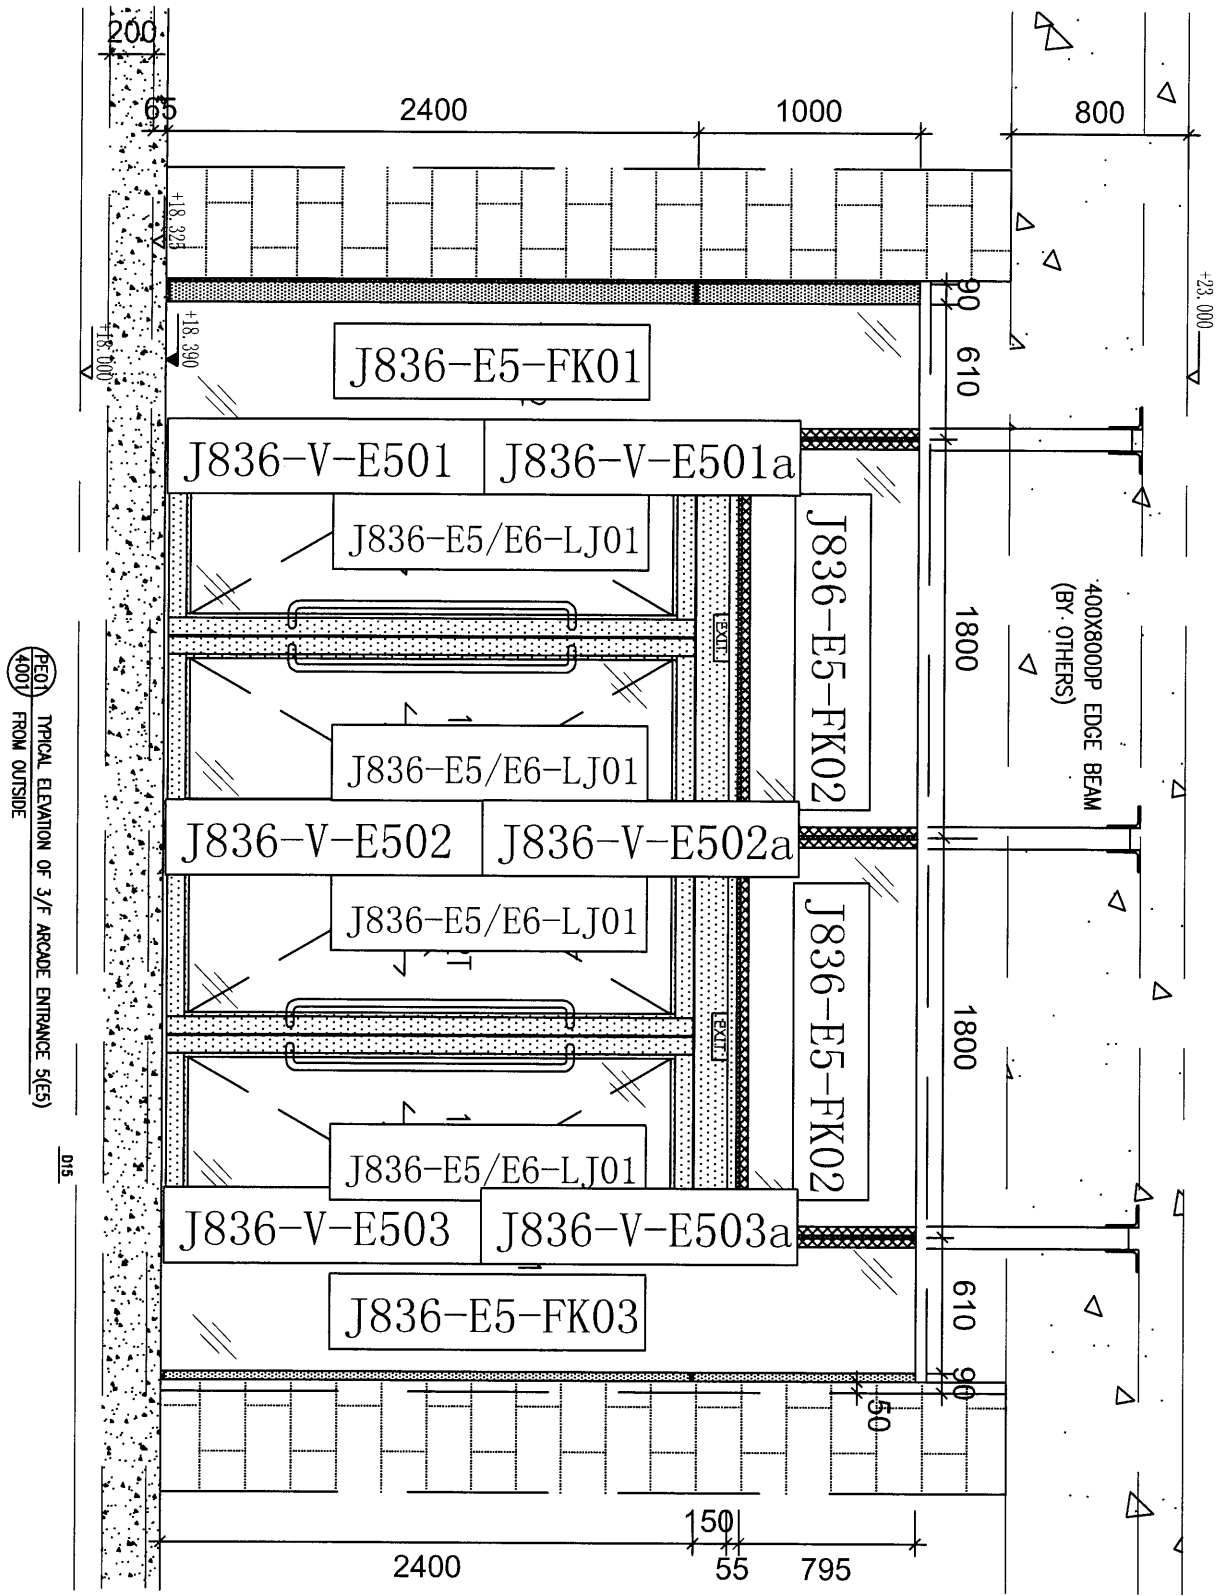 200
65
2400
1000
800
+18.325
+18.390
+18.000
+23.000
90
610
1800
1800
610
90
50
J836-E5-FK01
J836-V-E501
J836-V-E501a
J836-E5/E6-LJ01
J836-E5-FK02
EXIT
400X800DP EDGE BEAM
(BY OTHERS)
J836-E5/E6-LJ01
J836-V-E502
J836-V-E502a
J836-E5/E6-LJ01
J836-E5-FK02
EXIT
J836-E5/E6-LJ01
J836-V-E503
J836-V-E503a
J836-E5-FK03
2400
150
55
795
PE01
4001
TYPICAL ELEVATION OF 3/F ARCADE ENTRANCE 5(E5)
FROM OUTSIDE
D15